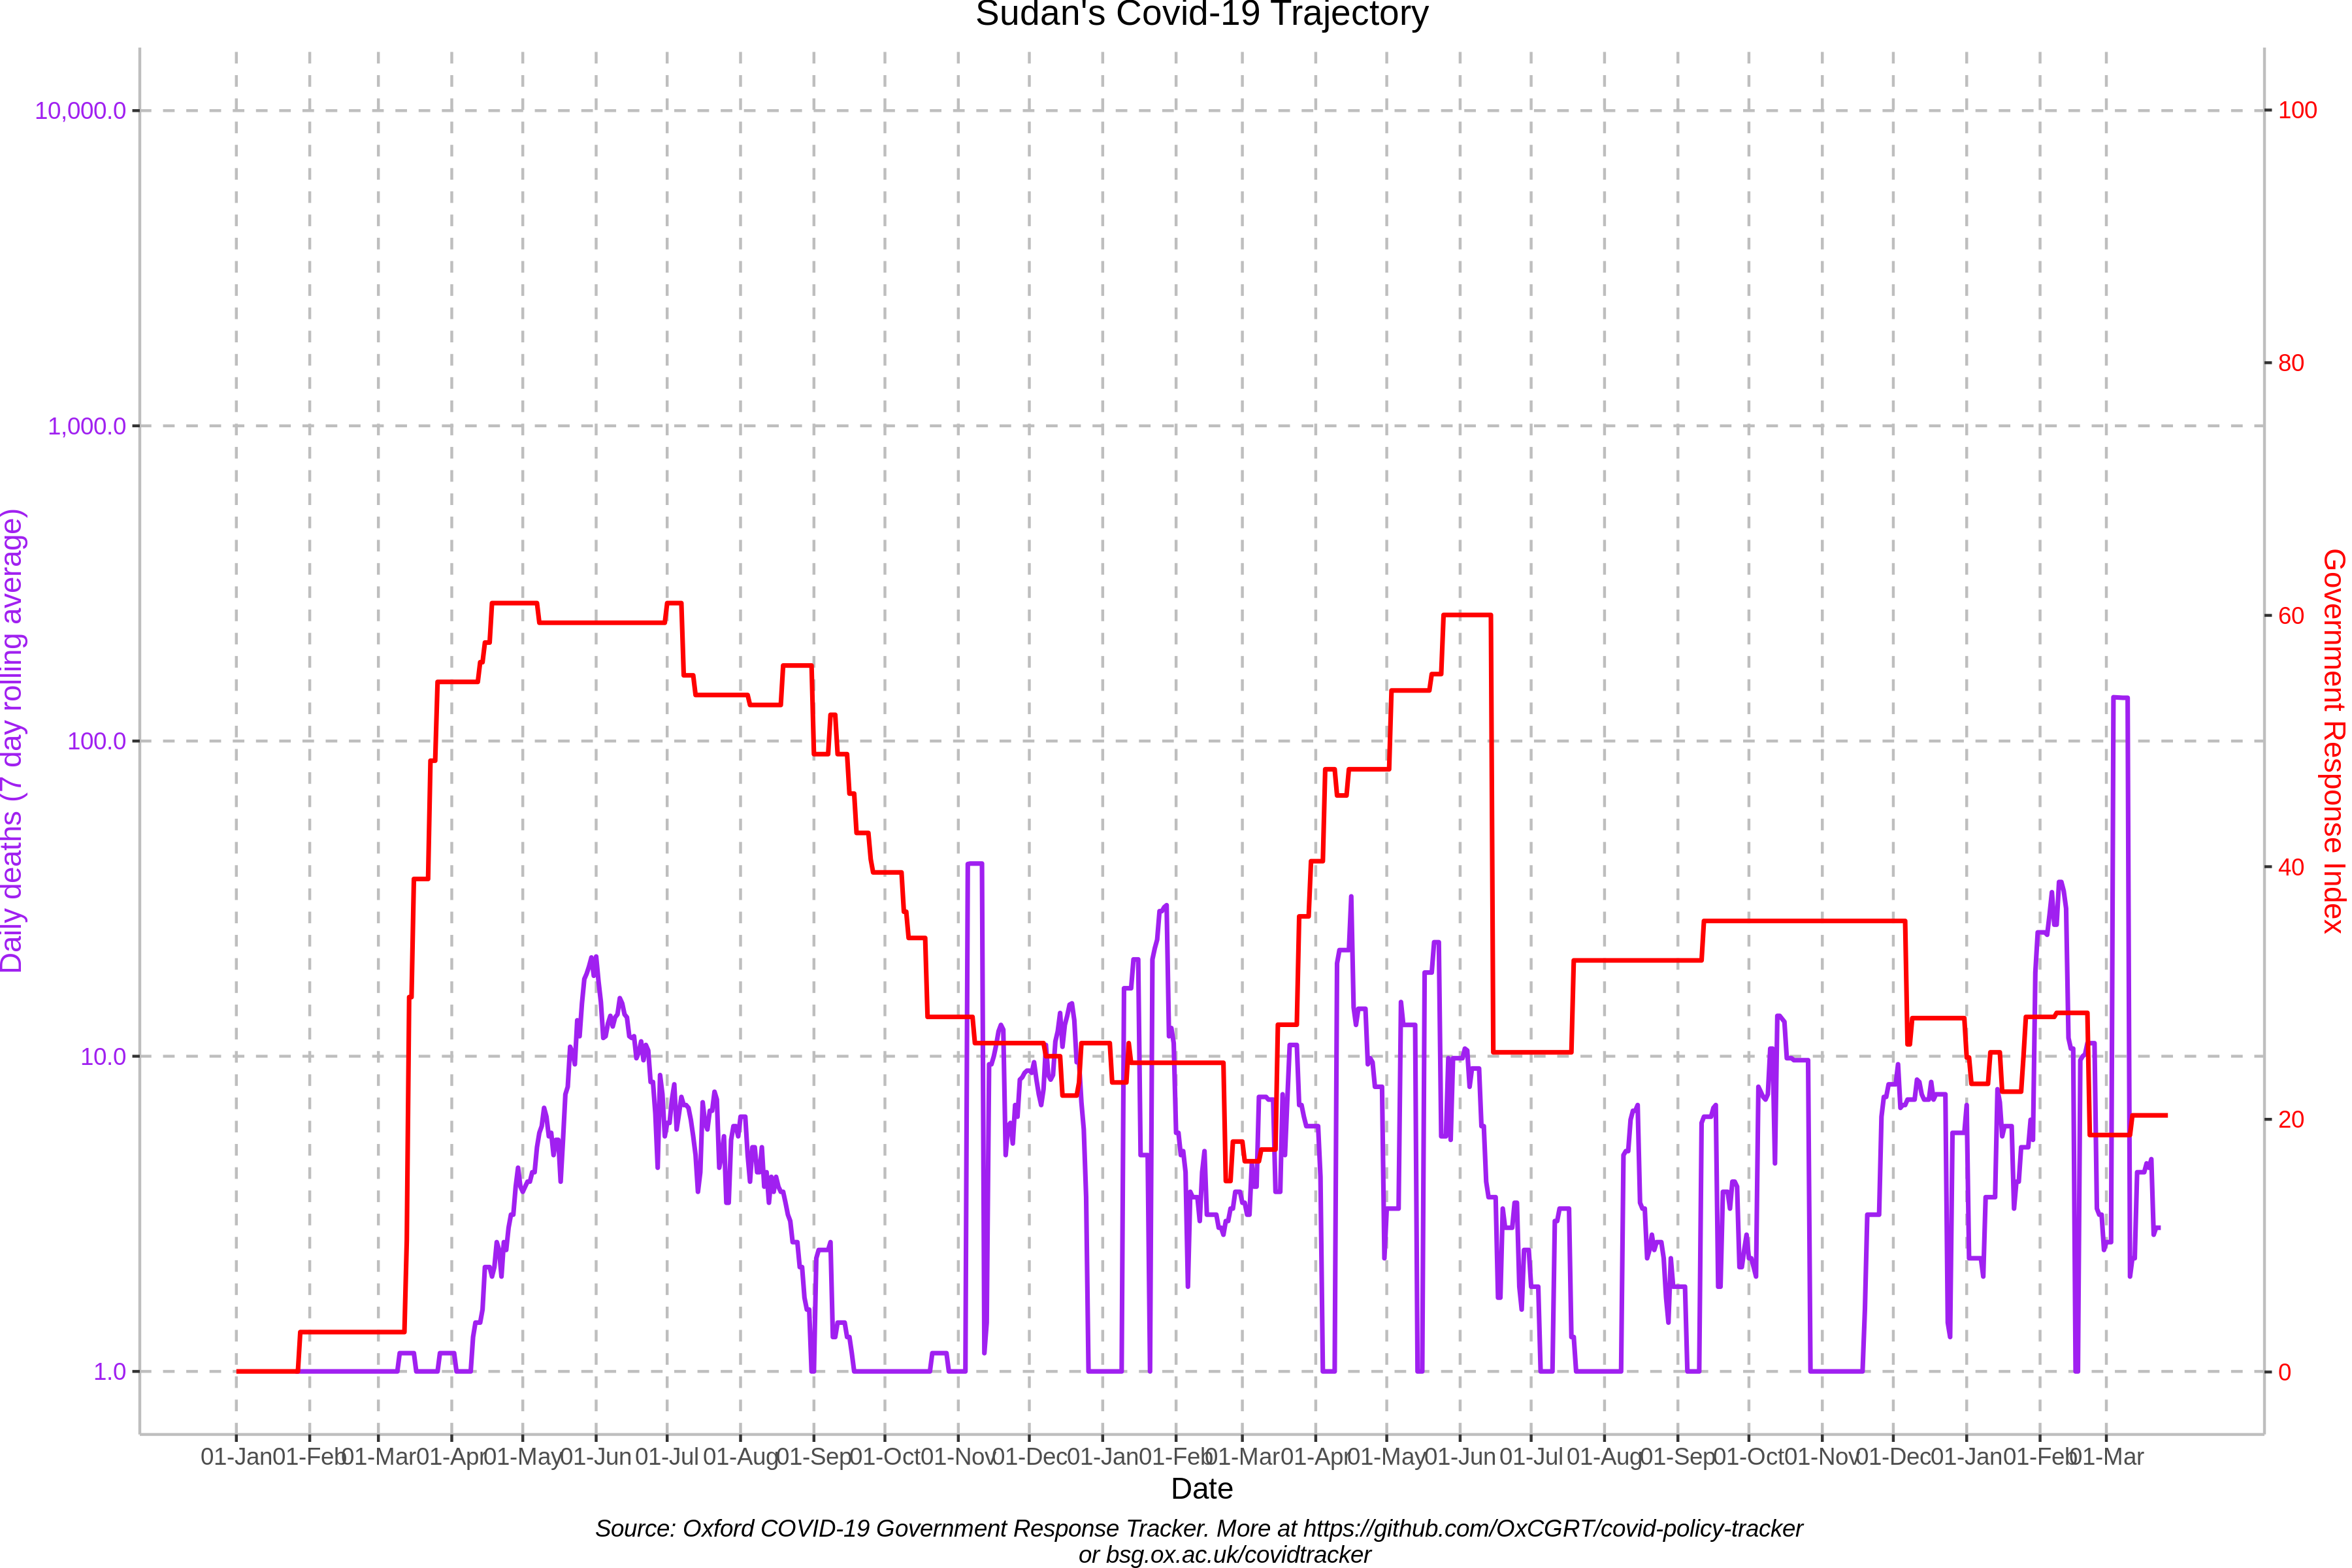 Sudan's Covid-19 Trajectory
Daily deaths (7 day rolling average)
10,000.0
1,000.0
100.0
10.0
1.0
100
80
60
40
20
0
Government Response Index
01-Jan 01-Feb 01-Mar 01-Apr 01-May 01-Jun 01-Jul 01-Aug 01-Sep 01-Oct 01-Nov 01-Dec 01-Jan 01-Feb 01-Mar 01-Apr 01-May 01-Jun 01-Jul 01-Aug 01-Sep 01-Oct 01-Nov 01-Dec 01-Jan 01-Feb 01-Mar
Date
Source: Oxford COVID-19 Government Response Tracker. More at https://github.com/OxCGRT/covid-policy-tracker
or bsg.ox.ac.uk/covidtracker